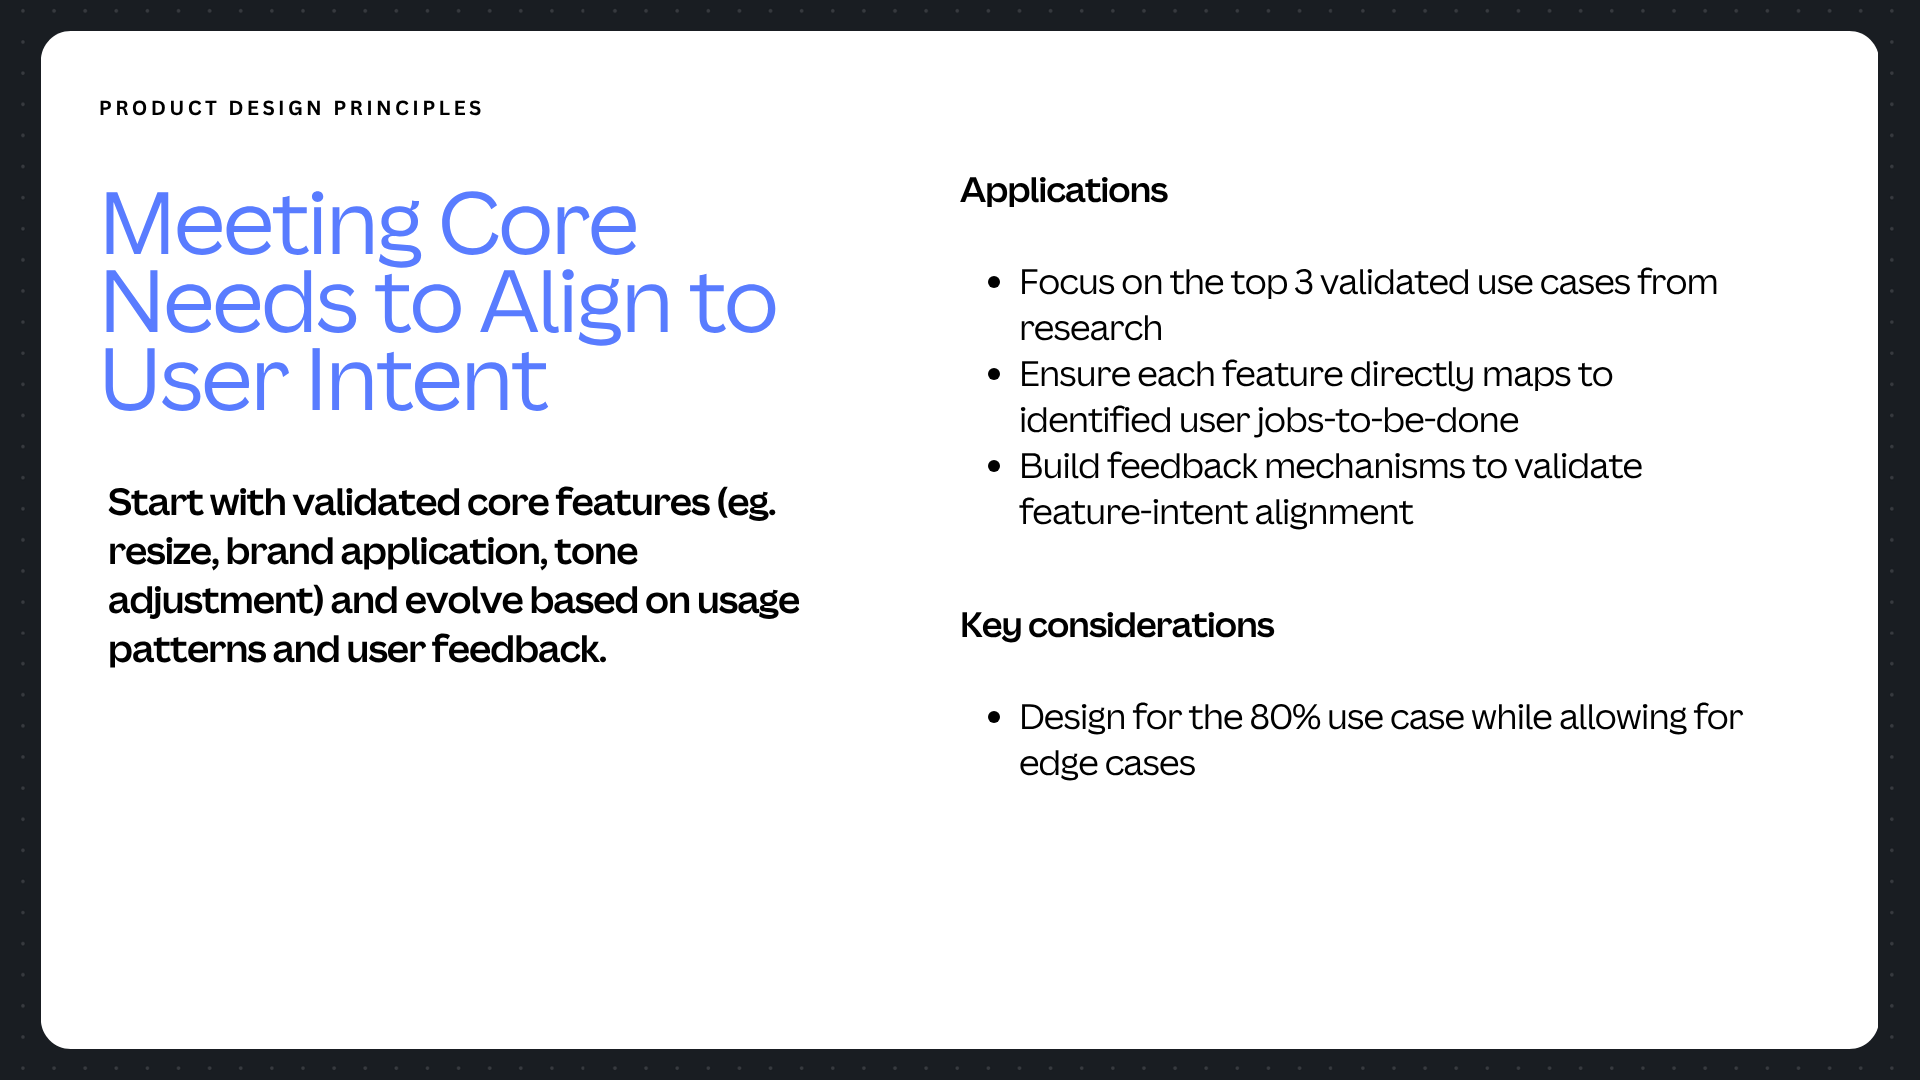 PRODUCT DESIGN PRINCIPLES
Meeting Core
Needs to Align to
User Intent
Start with validated core features (eg.
resize, brand application, tone
adjustment) and evolve based on usage
patterns and user feedback.
Applications
• Focus on the top 3 validated use cases from
research
• Ensure each feature directly maps to
identified user jobs-to-be-done
• Build feedback mechanisms to validate
feature-intent alignment
Key considerations
• Design for the 80% use case while allowing for
edge cases